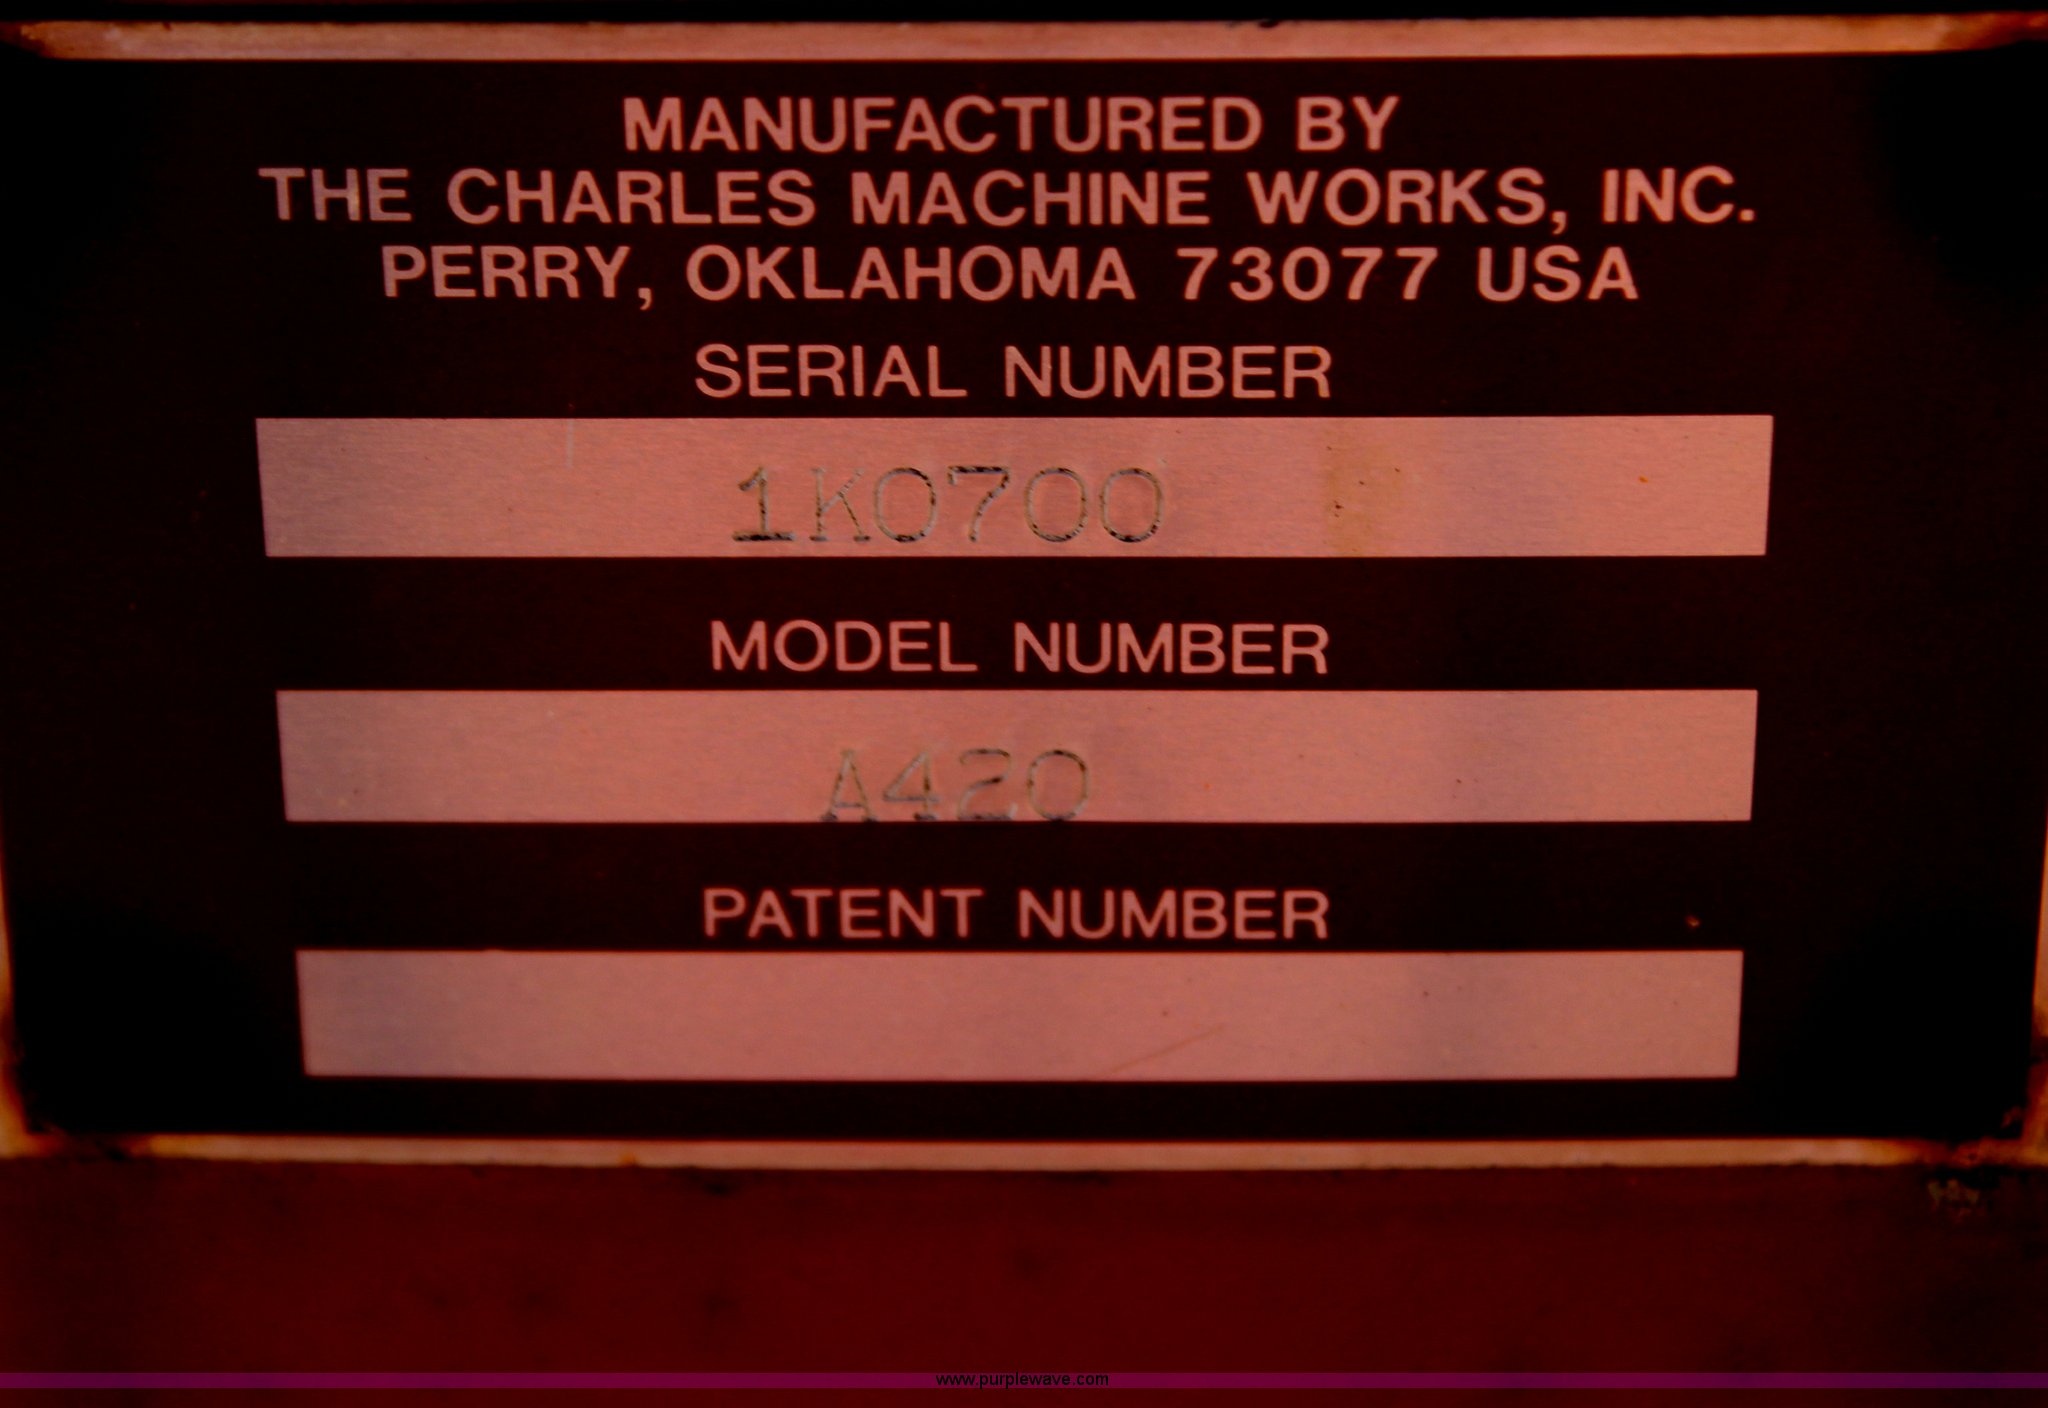 MANUFACTURED BY
THE CHARLES MACHINE WORKS, INC.
PERRY, OKLAHOMA 73077 USA
SERIAL NUMBER
1K0700
MODEL NUMBER
A420
PATENT NUMBER
www.purplewave.com